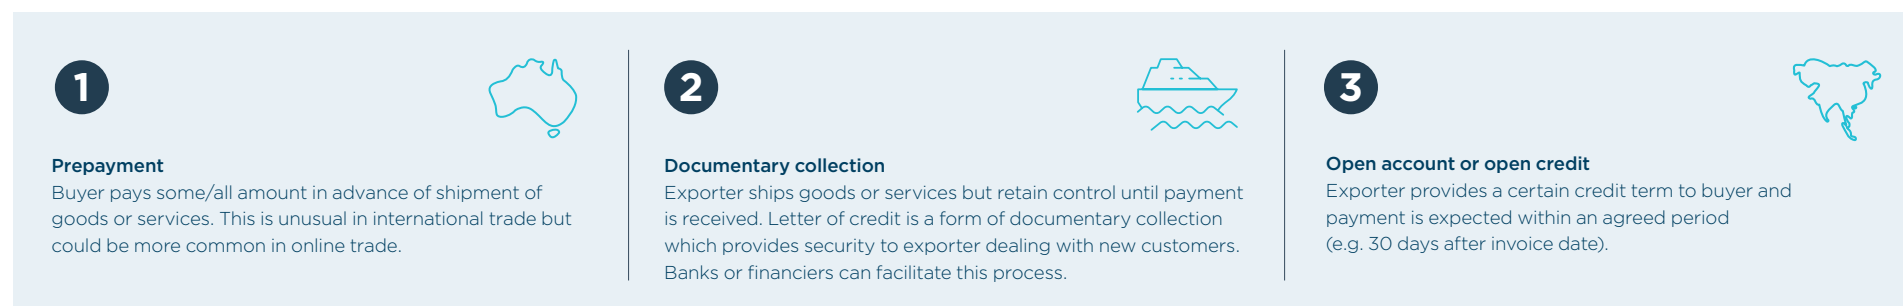 1
Prepayment
Buyer pays some/all amount in advance of shipment of
goods or services. This is unusual in international trade but
could be more common in online trade.
2
Documentary collection
Exporter ships goods or services but retain control until payment
is received. Letter of credit is a form of documentary collection
which provides security to exporter dealing with new customers.
Banks or financiers can facilitate this process.
3
Open account or open credit
Exporter provides a certain credit term to buyer and
payment is expected within an agreed period
(e.g. 30 days after invoice date).